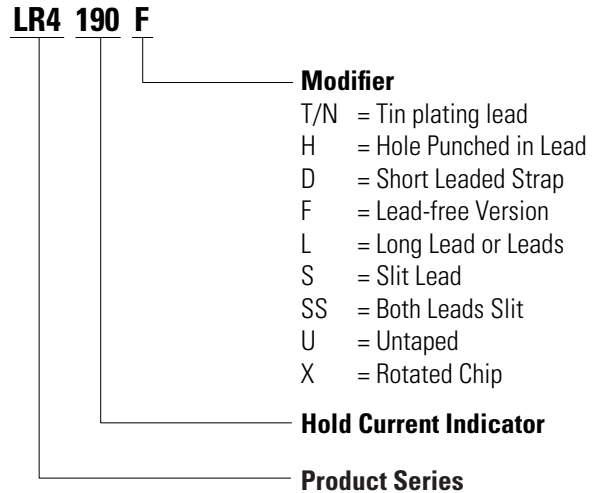 LR4 190 F
Modifier
T/N = Tin plating lead
H = Hole Punched in Lead
D = Short Leaded Strap
F = Lead-free Version
L = Long Lead or Leads
S = Slit Lead
SS = Both Leads Slit
U = Untaped
X = Rotated Chip
Hold Current Indicator
Product Series